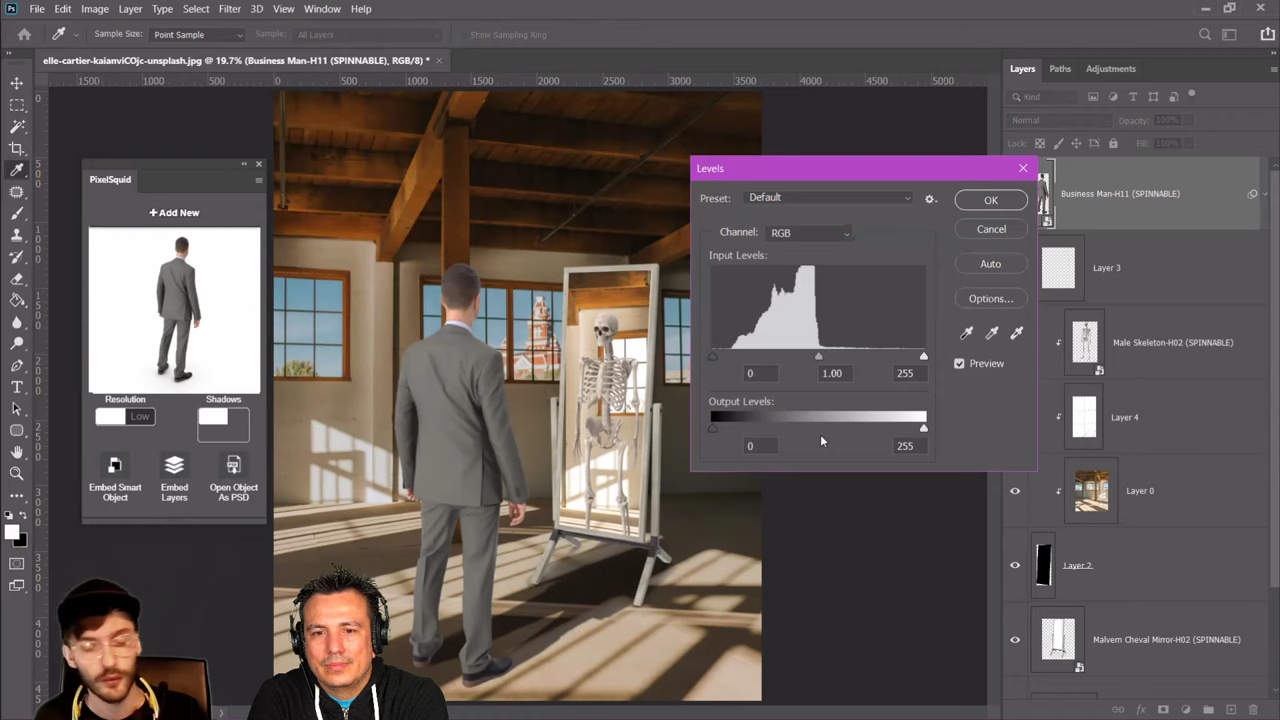 Ps File Edit Image Layer Type Select Filter 3D View Window Help
Sample Size: Point Sample Sample: All Layers Show Sampling Ring
elle-cartier-kaianviCOjc-unsplash.jpg @ 19.7% (Business Man-H11 (SPINNABLE), RGB/8) * ×
1500 1000 500 0 500 1000 1500 2000 2500 3000 3500 4000 4500 5000
PixelSquid
+ Add New
Resolution
Low
Shadows
Embed Smart
Object
Embed
Layers
Open Object
As PSD
Levels
Preset: Default
Channel: RGB
Input Levels:
0 1.00 255
Output Levels:
0 255
OK
Cancel
Auto
Options...
Preview
Layers Paths Adjustments
Kind
Normal Opacity: 100%
Lock: Fill: 100%
Business Man-H11 (SPINNABLE)
Layer 3
Male Skeleton-H02 (SPINNABLE)
Layer 4
Layer 0
Layer 2
Malvern Cheval Mirror-H02 (SPINNABLE)